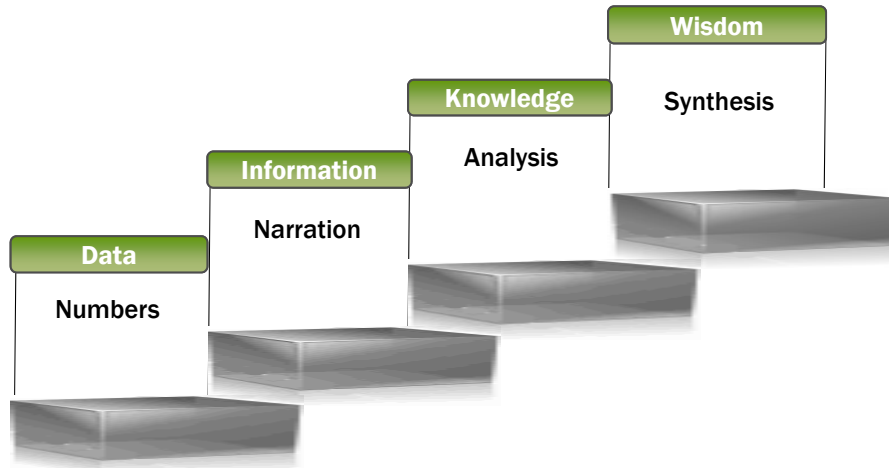 Data
Numbers
Information
Narration
Knowledge
Analysis
Wisdom
Synthesis